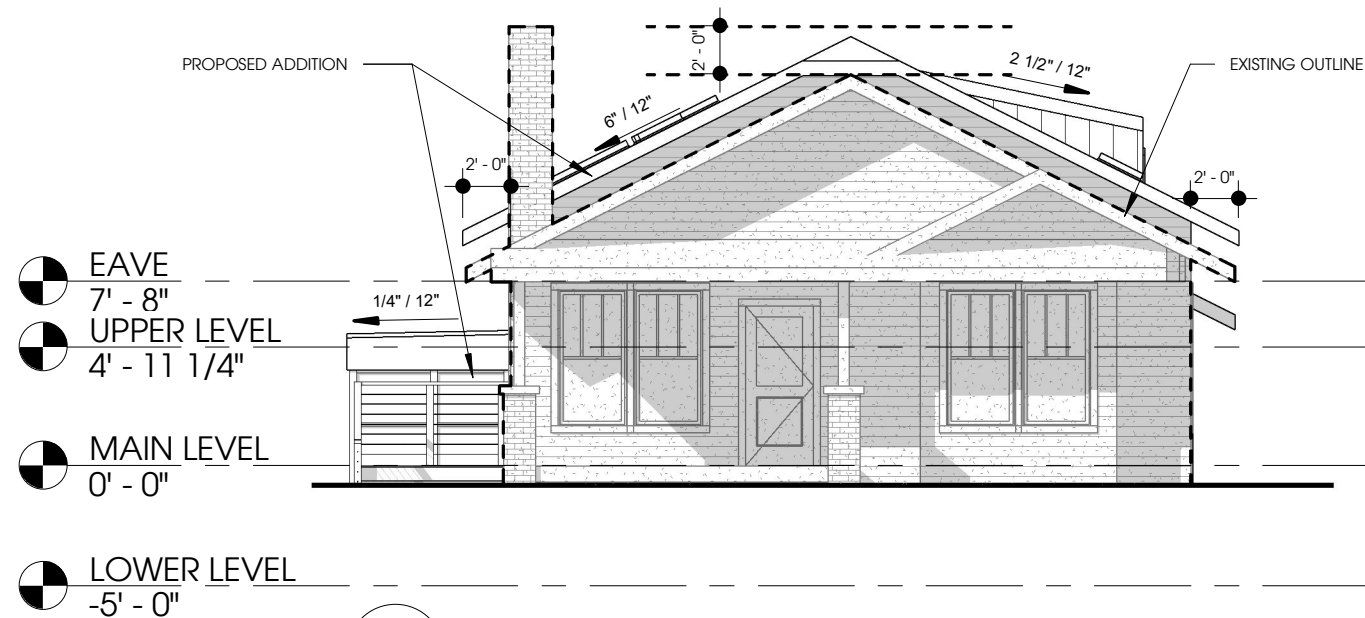 2' - 0"
PROPOSED ADDITION
2 1/2" / 12"
EXISTING OUTLINE
6" / 12"
2' - 0"
2' - 0"
EAVE
7' - 8"
1/4" / 12"
UPPER LEVEL
4' - 11 1/4"
MAIN LEVEL
0' - 0"
LOWER LEVEL
-5' - 0"